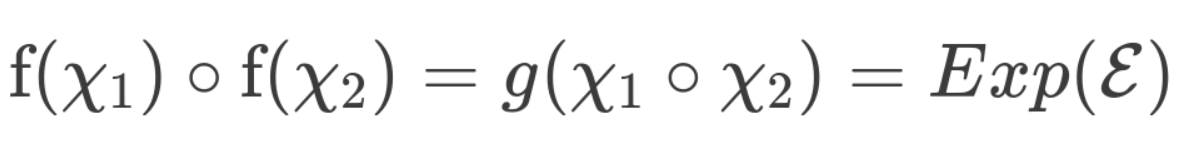 f(χ₁) ∘ f(χ₂) = g(χ₁ ∘ χ₂) = Exp(ℰ)